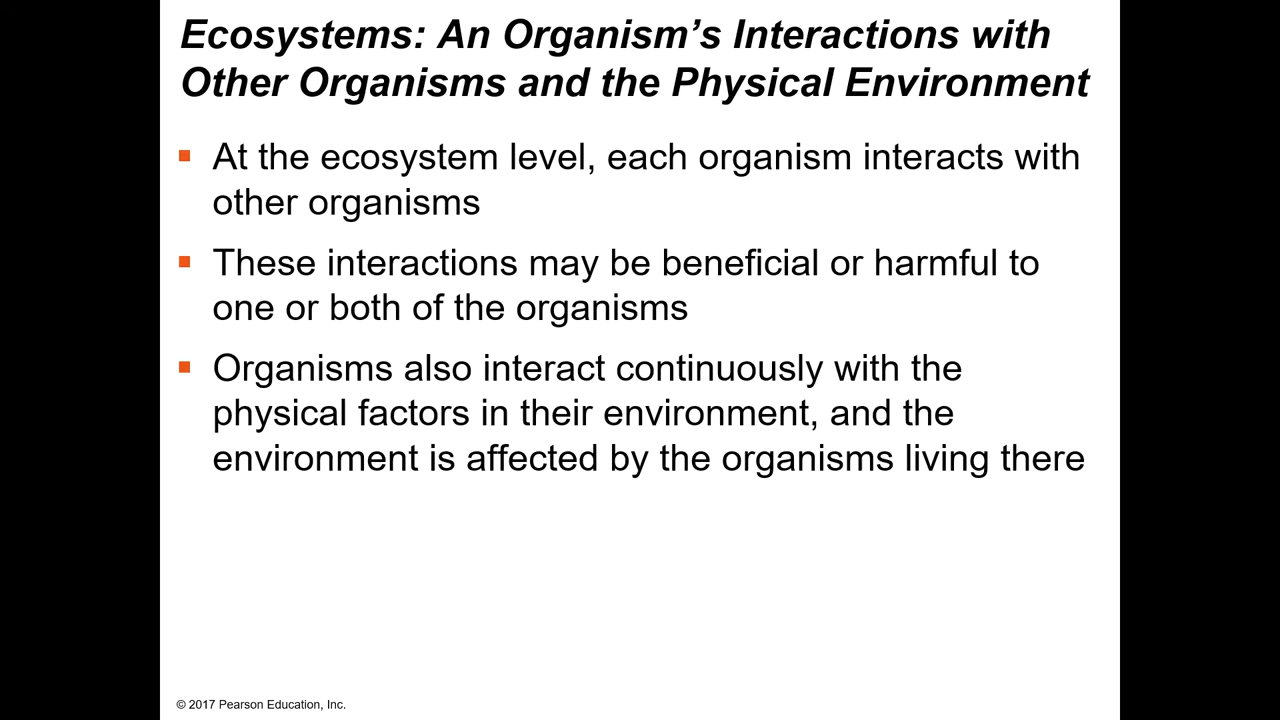 Ecosystems: An Organism’s Interactions with
Other Organisms and the Physical Environment
▪ At the ecosystem level, each organism interacts with
other organisms
▪ These interactions may be beneficial or harmful to
one or both of the organisms
▪ Organisms also interact continuously with the
physical factors in their environment, and the
environment is affected by the organisms living there
© 2017 Pearson Education, Inc.